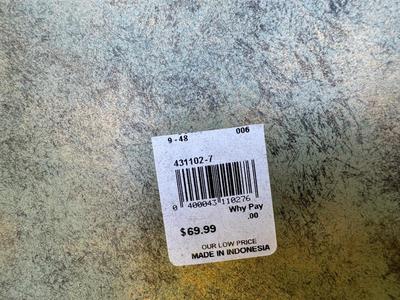 9-48 006
431102-7
0 400043 110276
Why Pay
.00
$69.99
OUR LOW PRICE
MADE IN INDONESIA